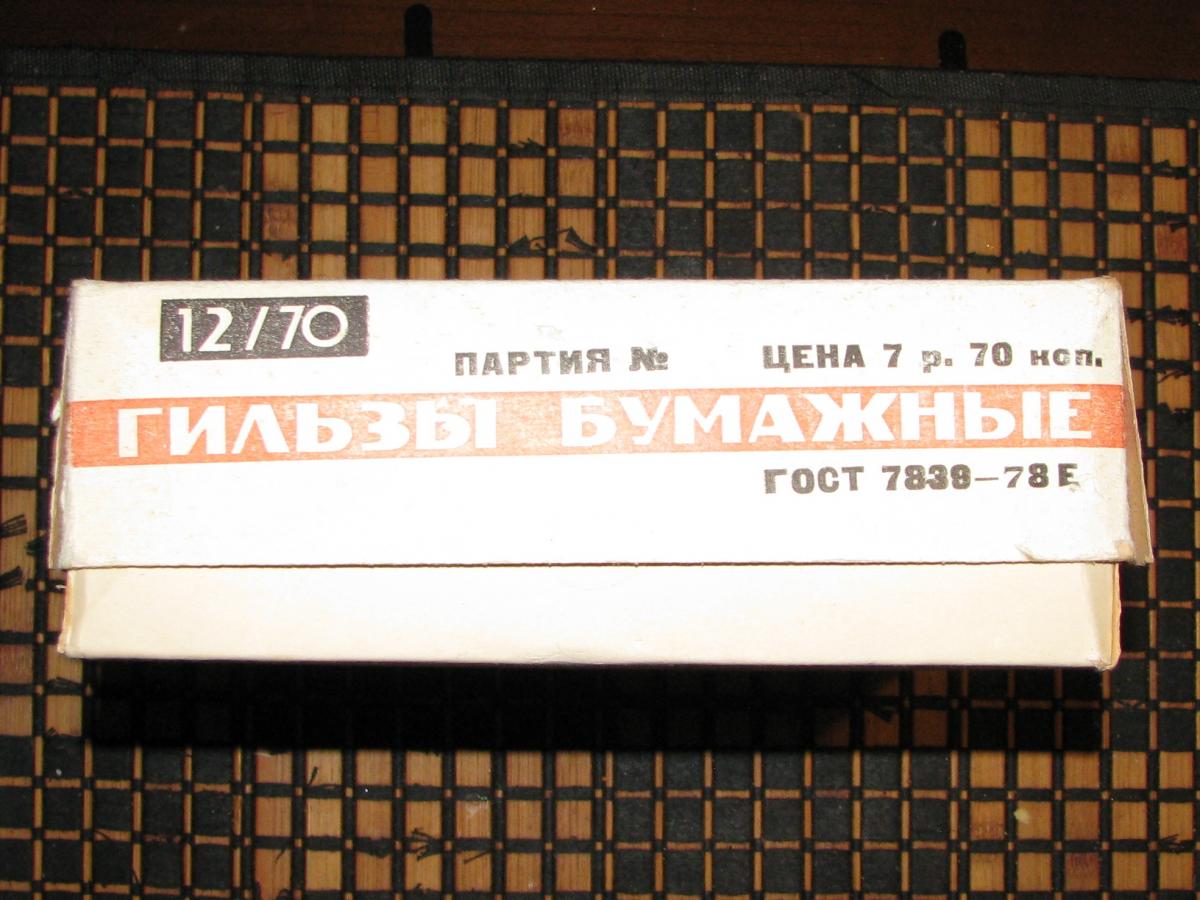 12/70
ПАРТИЯ № ЦЕНА 7 р. 70 коп.
ГИЛЬЗЫ БУМАЖНЫЕ
ГОСТ 7839—78 Е